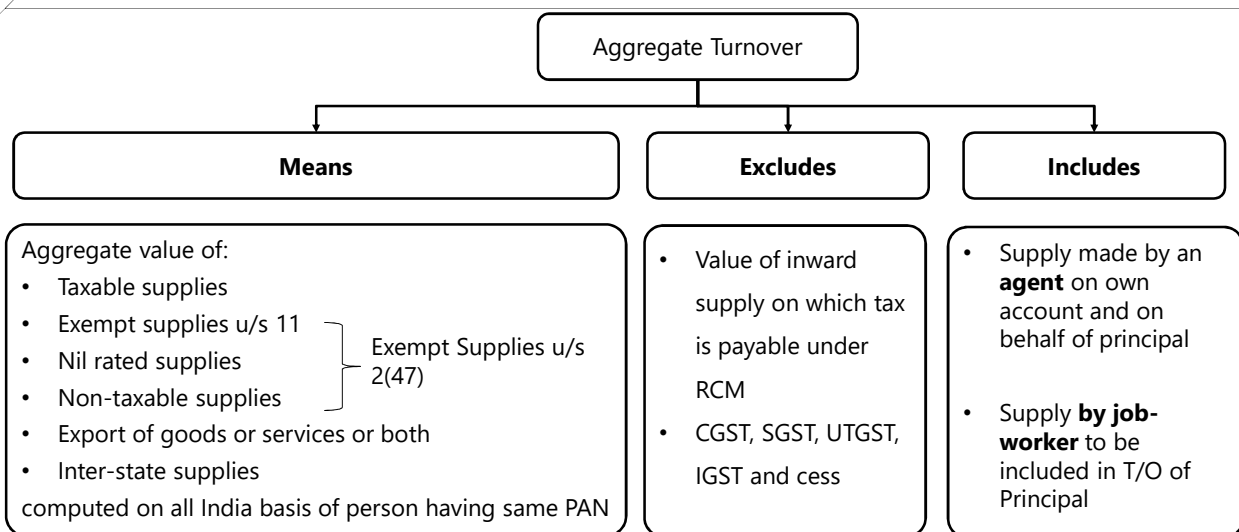 Aggregate Turnover
Means
Excludes
Includes
Aggregate value of:
• Taxable supplies
• Exempt supplies u/s 11
• Nil rated supplies
• Non-taxable supplies
Exempt Supplies u/s
2(47)
• Export of goods or services or both
• Inter-state supplies
computed on all India basis of person having same PAN
• Value of inward
supply on which tax
is payable under
RCM
• CGST, SGST, UTGST,
IGST and cess
• Supply made by an
agent on own
account and on
behalf of principal
• Supply by job-
worker to be
included in T/O of
Principal